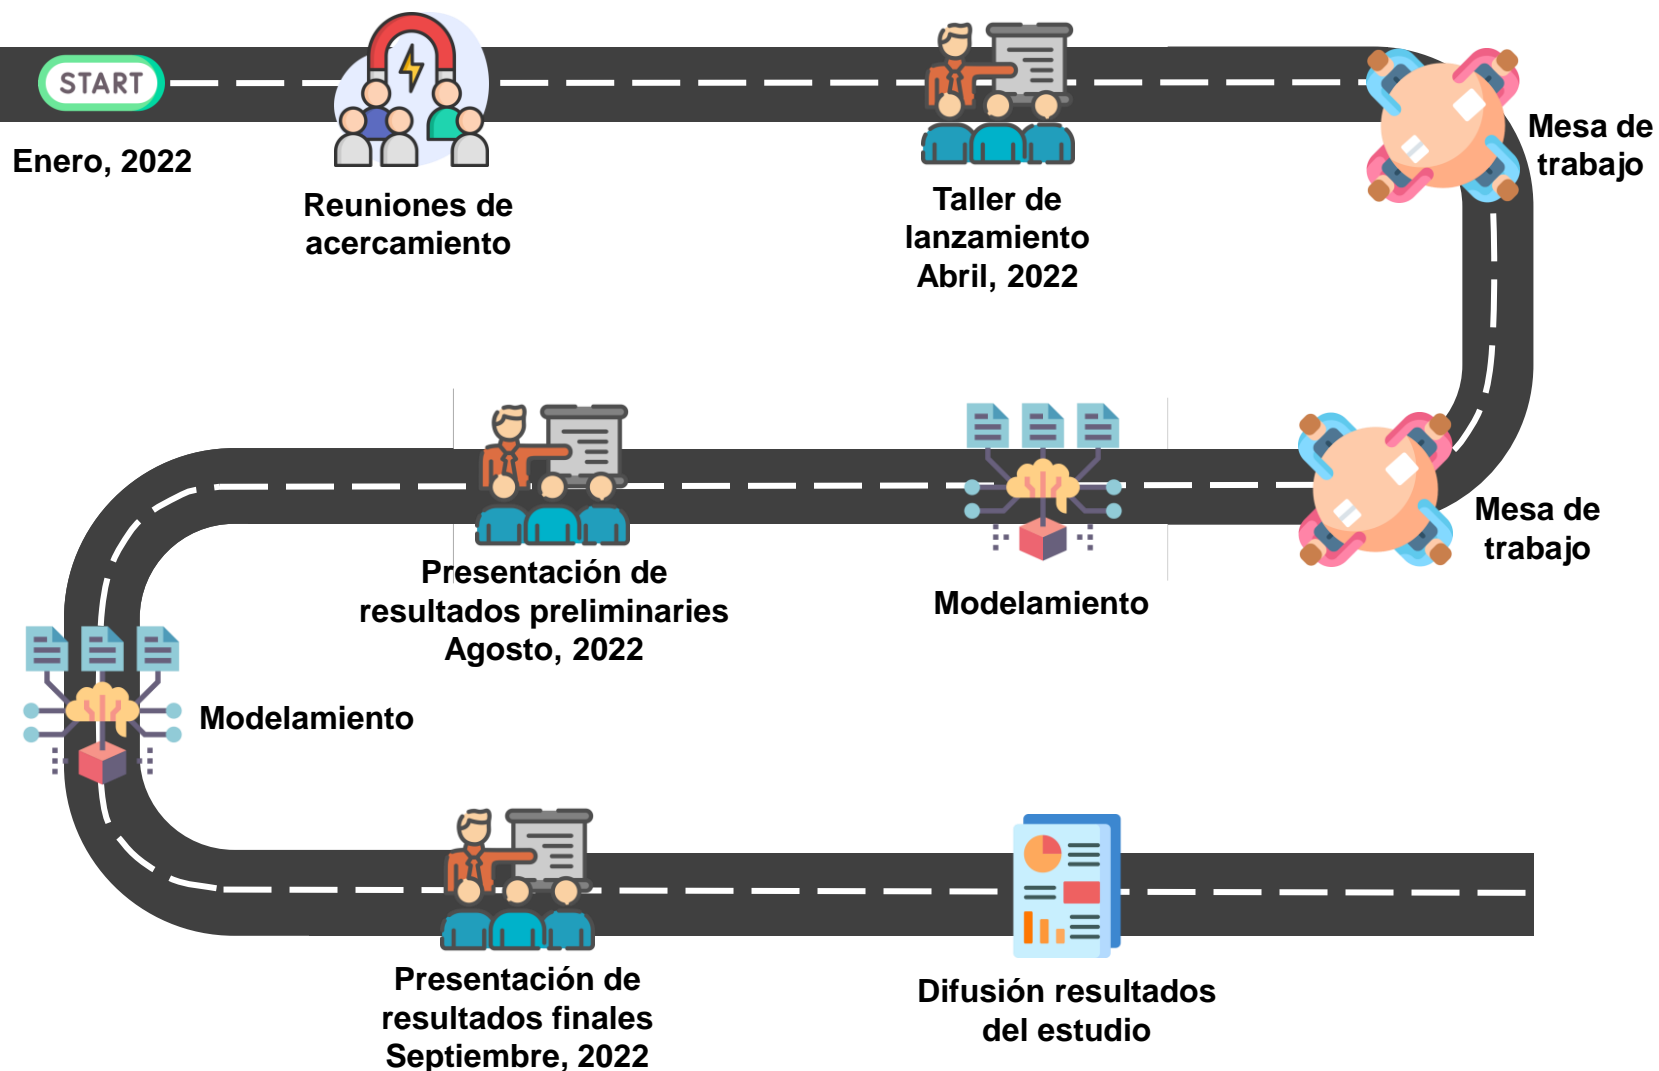 START
Enero, 2022
Reuniones de
acercamiento
Taller de
lanzamiento
Abril, 2022
Mesa de
trabajo
Mesa de
trabajo
Modelamiento
Presentación de
resultados preliminaries
Agosto, 2022
Modelamiento
Presentación de
resultados finales
Septiembre, 2022
Difusión resultados
del estudio